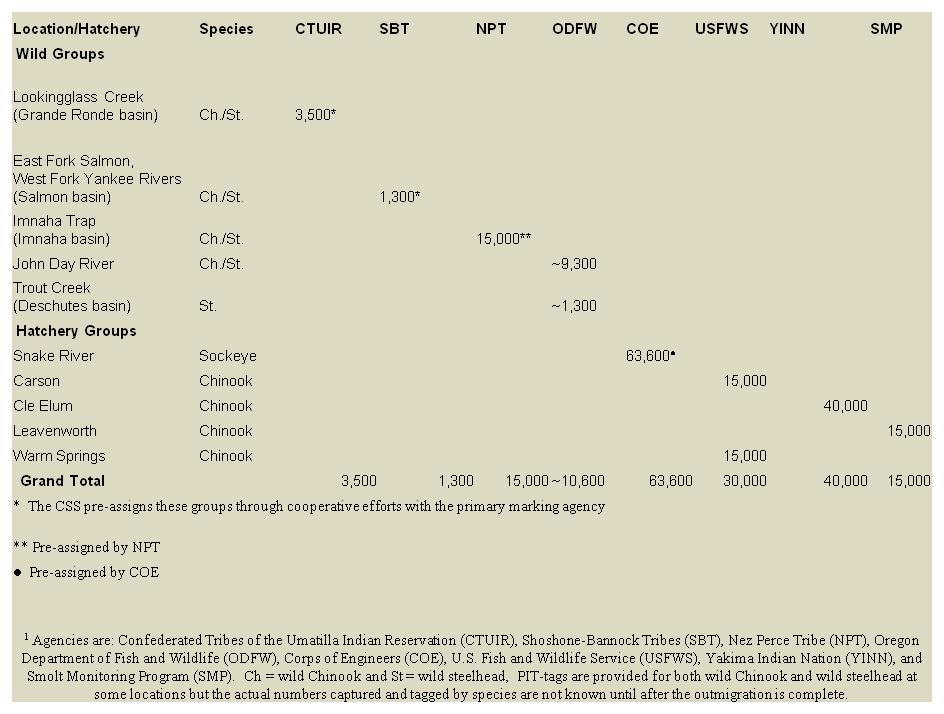 Location/Hatchery Species CTUIR SBT NPT ODFW COE USFWS YINN SMP
Wild Groups
Lookingglass Creek
(Grande Ronde basin) Ch./St. 3,500*
East Fork Salmon,
West Fork Yankee Rivers
(Salmon basin) Ch./St. 1,300*
Imnaha Trap
(Imnaha basin) Ch./St. 15,000**
John Day River Ch./St. ~9,300
Trout Creek
(Deschutes basin) St. ~1,300
Hatchery Groups
Snake River Sockeye 63,600•
Carson Chinook 15,000
Cle Elum Chinook 40,000
Leavenworth Chinook 15,000
Warm Springs Chinook 15,000
Grand Total 3,500 1,300 15,000 ~10,600 63,600 30,000 40,000 15,000
* The CSS pre-assigns these groups through cooperative efforts with the primary marking agency
** Pre-assigned by NPT
● Pre-assigned by COE
1 Agencies are: Confederated Tribes of the Umatilla Indian Reservation (CTUIR), Shoshone-Bannock Tribes (SBT), Nez Perce Tribe (NPT), Oregon
Department of Fish and Wildlife (ODFW), Corps of Engineers (COE), U.S. Fish and Wildlife Service (USFWS), Yakima Indian Nation (YINN), and
Smolt Monitoring Program (SMP). Ch = wild Chinook and St = wild steelhead, PIT-tags are provided for both wild Chinook and wild steelhead at
some locations but the actual numbers captured and tagged by species are not known until after the outmigration is complete.